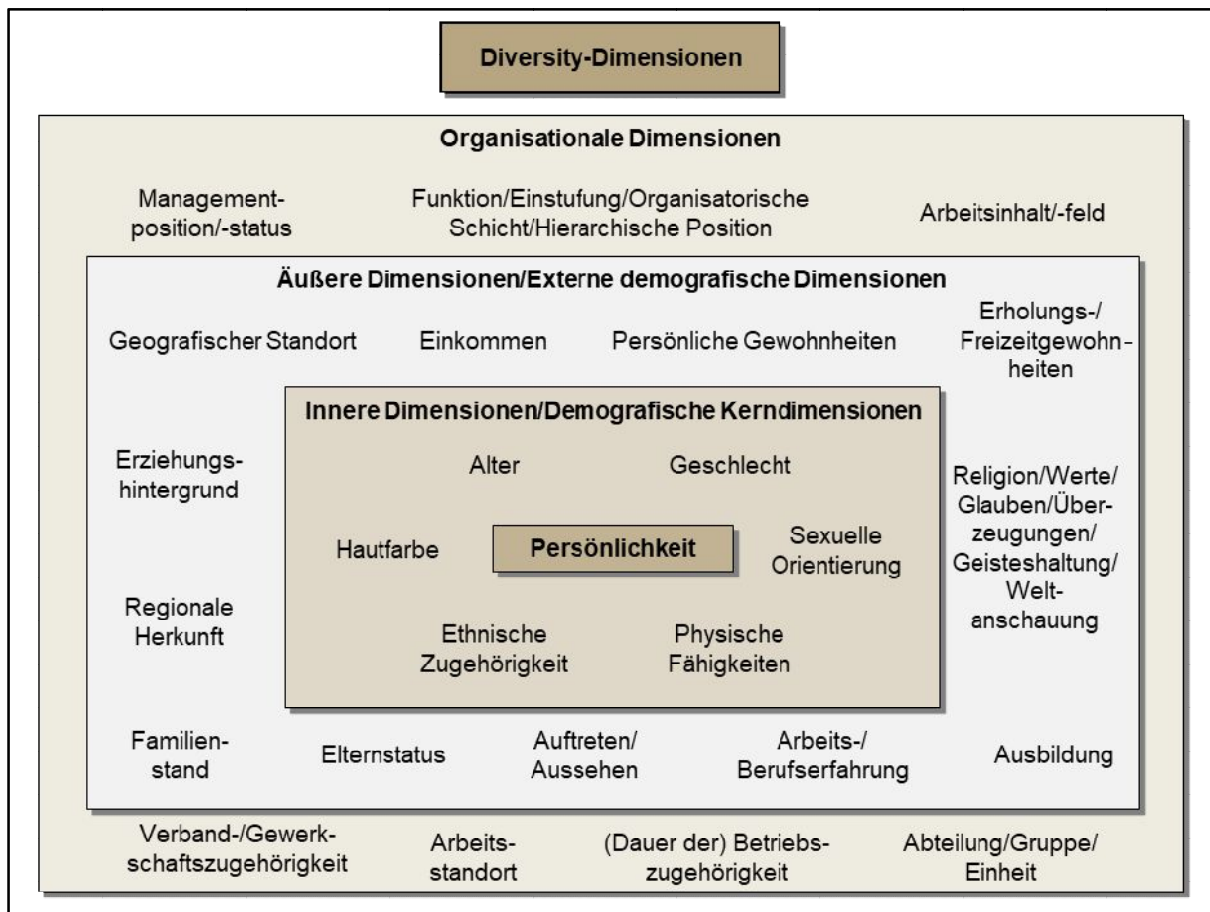 Diversity-Dimensionen
Organisationale Dimensionen
Management-
position/-status
Funktion/Einstufung/Organisatorische
Schicht/Hierarchische Position
Arbeitsinhalt/-feld
Äußere Dimensionen/Externe demografische Dimensionen
Geografischer Standort
Einkommen
Persönliche Gewohnheiten
Erholungs-/
Freizeitgewohn-
heiten
Innere Dimensionen/Demografische Kerndimensionen
Erziehungs-
hintergrund
Alter
Geschlecht
Religion/Werte/
Glauben/Über-
zeugungen/
Geisteshaltung/
Welt-
anschauung
Hautfarbe
Persönlichkeit
Sexuelle
Orientierung
Regionale
Herkunft
Ethnische
Zugehörigkeit
Physische
Fähigkeiten
Familien-
stand
Elternstatus
Auftreten/
Aussehen
Arbeits-/
Berufserfahrung
Ausbildung
Verband-/Gewerk-
schaftszugehörigkeit
Arbeits-
standort
(Dauer der) Betriebs-
zugehörigkeit
Abteilung/Gruppe/
Einheit